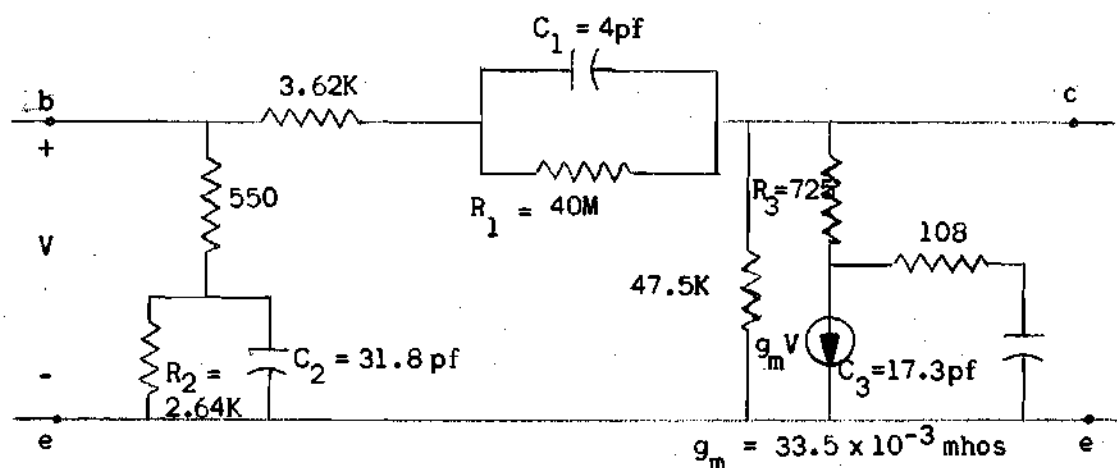 C1 = 4pf
3.62K
b
c
+
550
R1 = 40M
R3=725
108
V
47.5K
gmV
C2 = 31.8 pf
C3=17.3pf
-
R2 =
2.64K
e
e
gm = 33.5 x 10-3 mhos